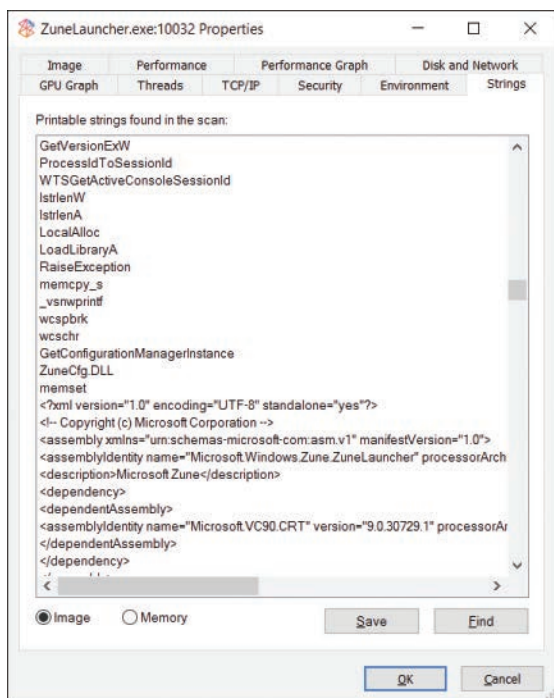 ZuneLauncher.exe:10032 Properties
Image Performance Performance Graph Disk and Network
GPU Graph Threads TCP/IP Security Environment Strings
Printable strings found in the scan:
GetVersionExW
ProcessIdToSessionId
WTSGetActiveConsoleSessionId
lstrlenW
lstrlenA
LocalAlloc
LoadLibraryA
RaiseException
memcpy_s
_vsnwprintf
wcspbrk
wcschr
GetConfigurationManagerInstance
ZuneCfg.DLL
memset
<?xml version="1.0" encoding="UTF-8" standalone="yes"?>
<!-- Copyright (c) Microsoft Corporation -->
<assembly xmlns="urn:schemas-microsoft-com:asm.v1" manifestVersion="1.0">
<assemblyIdentity name="Microsoft.Windows.Zune.ZuneLauncher" processorArch
<description>Microsoft Zune</description>
<dependency>
<dependentAssembly>
<assemblyIdentity name="Microsoft.VC90.CRT" version="9.0.30729.1" processorAr
</dependentAssembly>
</dependency>
Image Memory Save Find
OK Cancel